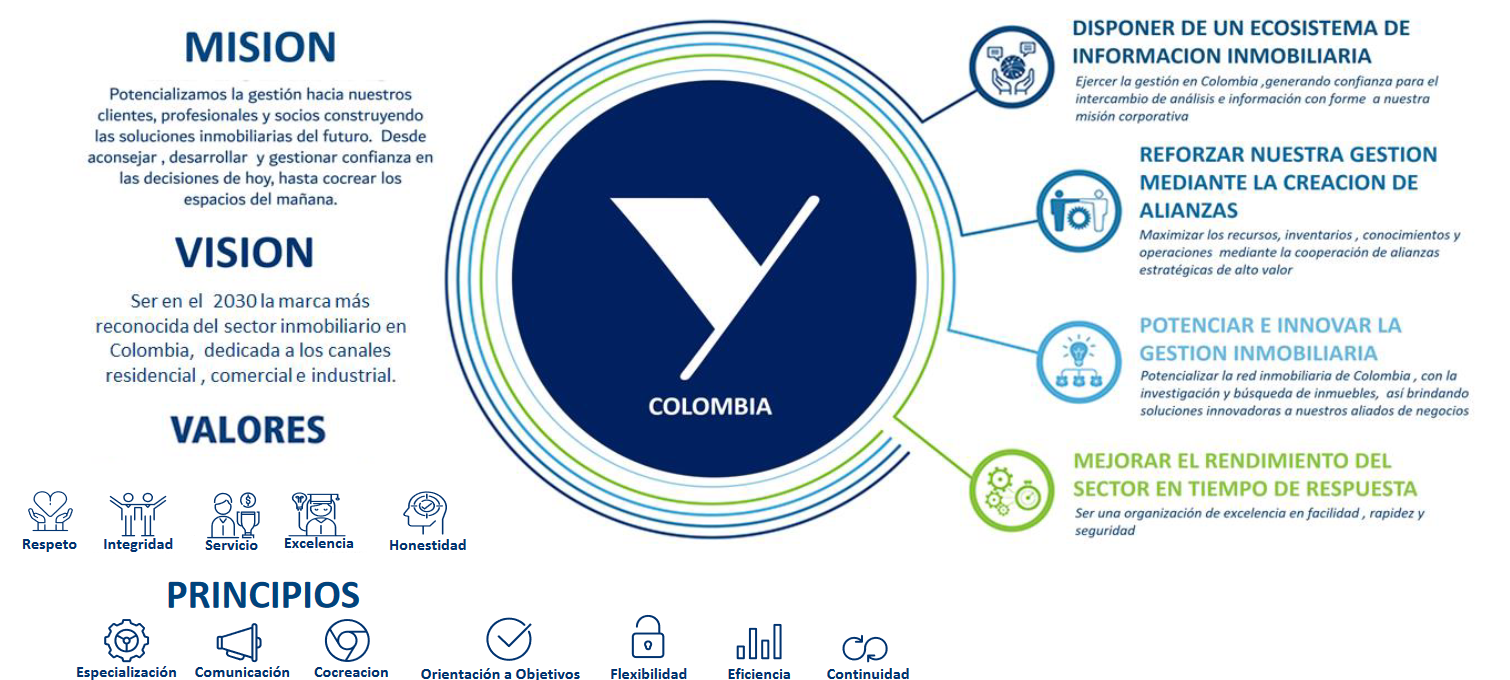 MISION
Potencializamos la gestión hacia nuestros
clientes, profesionales y socios construyendo
las soluciones inmobiliarias del futuro. Desde
aconsejar , desarrollar y gestionar confianza en
las decisiones de hoy, hasta cocrear los
espacios del mañana.
VISION
Ser en el 2030 la marca más
reconocida del sector inmobiliario en
Colombia, dedicada a los canales
residencial , comercial e industrial.
VALORES
Respeto
Integridad
Servicio
Excelencia
Honestidad
PRINCIPIOS
Especialización
Comunicación
Cocreacion
Orientación a Objetivos
Flexibilidad
Eficiencia
Continuidad
COLOMBIA
DISPONER DE UN ECOSISTEMA DE
INFORMACION INMOBILIARIA
Ejercer la gestión en Colombia ,generando confianza para el
intercambio de análisis e información con forme a nuestra
misión corporativa
REFORZAR NUESTRA GESTION
MEDIANTE LA CREACION DE
ALIANZAS
Maximizar los recursos, inventarios , conocimientos y
operaciones mediante la cooperación de alianzas
estratégicas de alto valor
POTENCIAR E INNOVAR LA
GESTION INMOBILIARIA
Potencializar la red inmobiliaria de Colombia , con la
investigación y búsqueda de inmuebles, así brindando
soluciones innovadoras a nuestros aliados de negocios
MEJORAR EL RENDIMIENTO DEL
SECTOR EN TIEMPO DE RESPUESTA
Ser una organización de excelencia en facilidad , rapidez y
seguridad